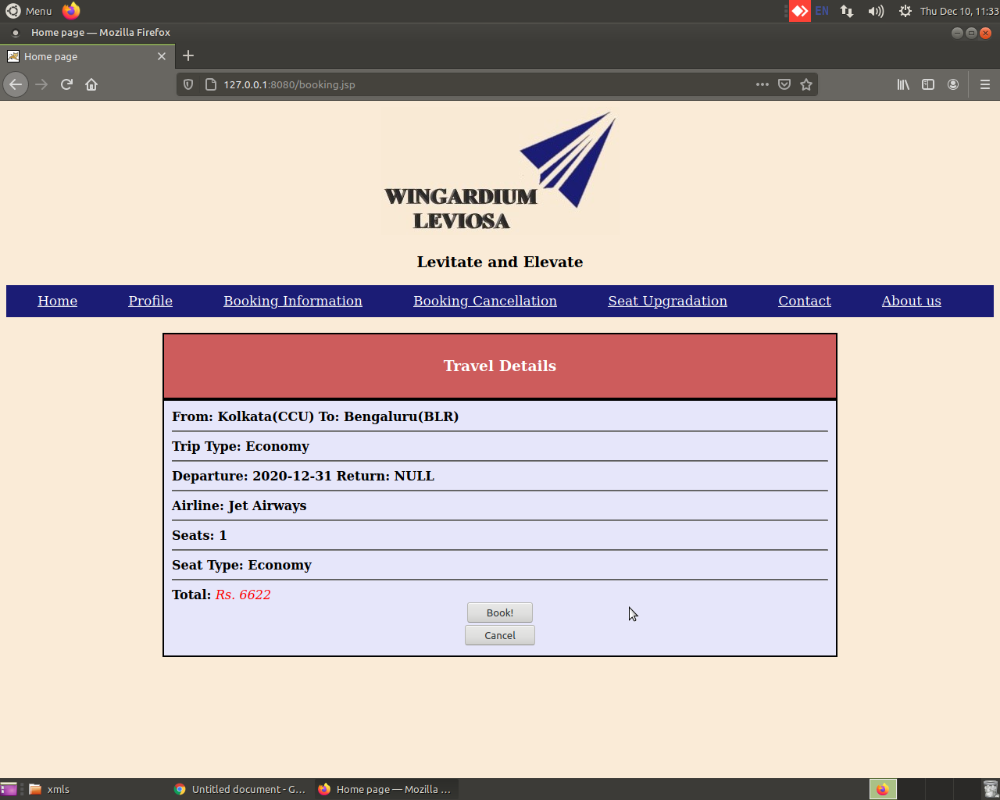 Menu
EN
Thu Dec 10, 11:33
Home page — Mozilla Firefox
Home page
127.0.0.1:8080/booking.jsp
WINGARDIUM
LEVIOSA
Levitate and Elevate
Home Profile Booking Information Booking Cancellation Seat Upgradation Contact About us
Travel Details
From: Kolkata(CCU) To: Bengaluru(BLR)
Trip Type: Economy
Departure: 2020-12-31 Return: NULL
Airline: Jet Airways
Seats: 1
Seat Type: Economy
Total: Rs. 6622
Book!
Cancel
xmls
Untitled document - G...
Home page — Mozilla ...